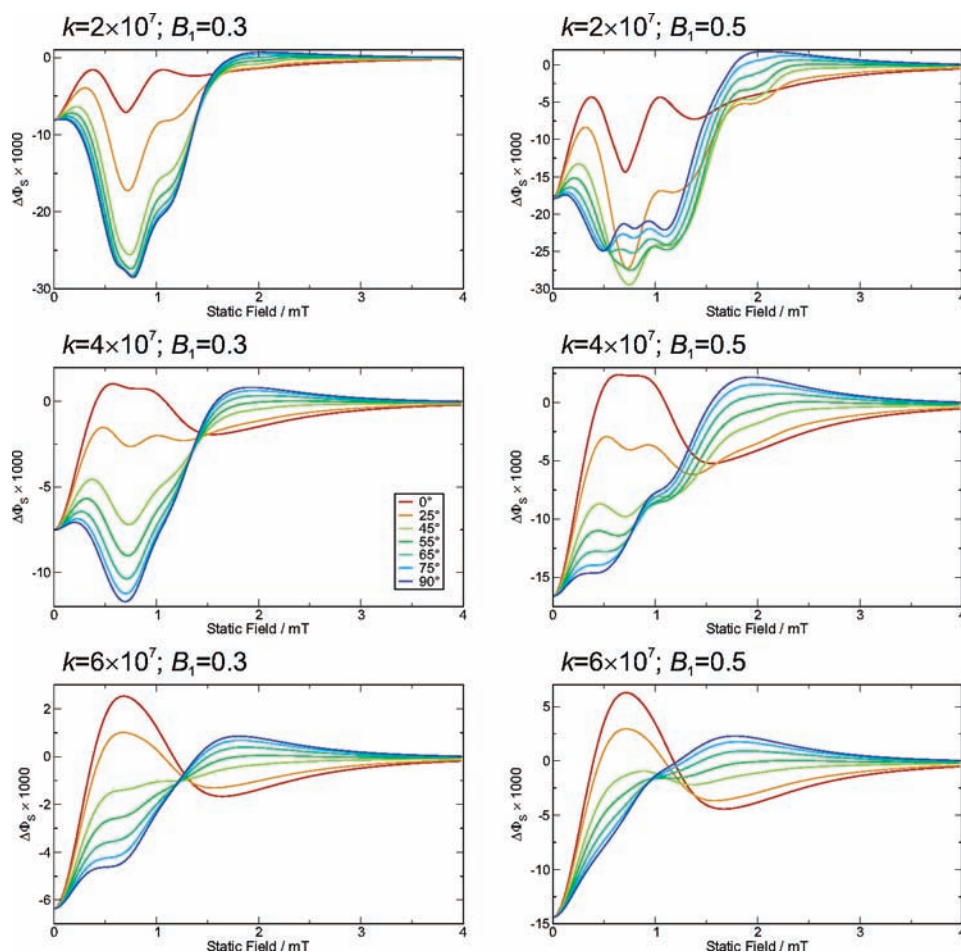 k=2×10⁷; B₁=0.3
0
-10
-20
-30
ΔΦₛ × 1000
0 1 2 3 4
Static Field / mT
k=2×10⁷; B₁=0.5
0
-5
-10
-15
-20
-25
-30
ΔΦₛ × 1000
0 1 2 3 4
Static Field / mT
k=4×10⁷; B₁=0.3
0
-5
-10
ΔΦₛ × 1000
0°
25°
45°
55°
65°
75°
90°
0 1 2 3 4
Static Field / mT
k=4×10⁷; B₁=0.5
0
-5
-10
-15
ΔΦₛ × 1000
0 1 2 3 4
Static Field / mT
k=6×10⁷; B₁=0.3
2
0
-2
-4
-6
ΔΦₛ × 1000
0 1 2 3 4
Static Field / mT
k=6×10⁷; B₁=0.5
5
0
-5
-10
-15
ΔΦₛ × 1000
0 1 2 3 4
Static Field / mT